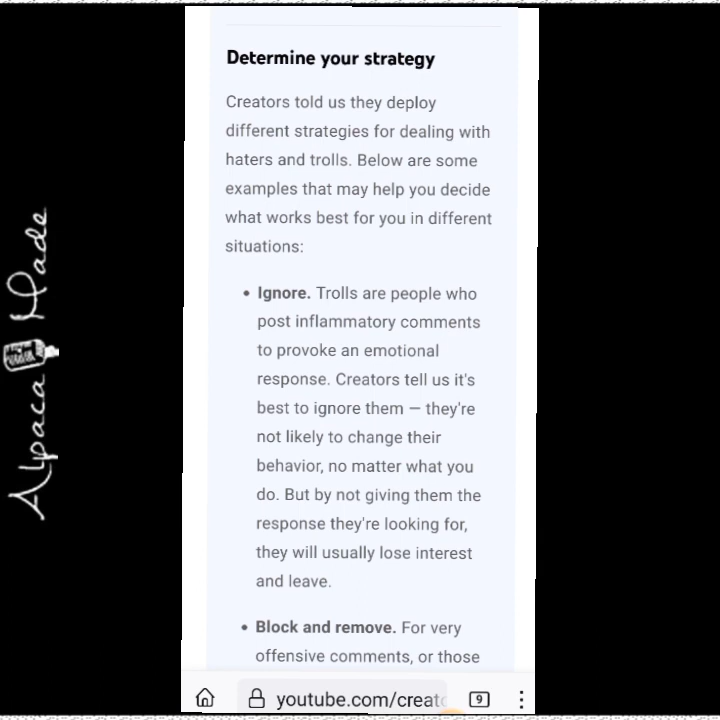 Determine your strategy
Creators told us they deploy
different strategies for dealing with
haters and trolls. Below are some
examples that may help you decide
what works best for you in different
situations:
• Ignore. Trolls are people who
post inflammatory comments
to provoke an emotional
response. Creators tell us it's
best to ignore them — they're
not likely to change their
behavior, no matter what you
do. But by not giving them the
response they're looking for,
they will usually lose interest
and leave.
• Block and remove. For very
offensive comments, or those
youtube.com/creato
9
Alpaca Made